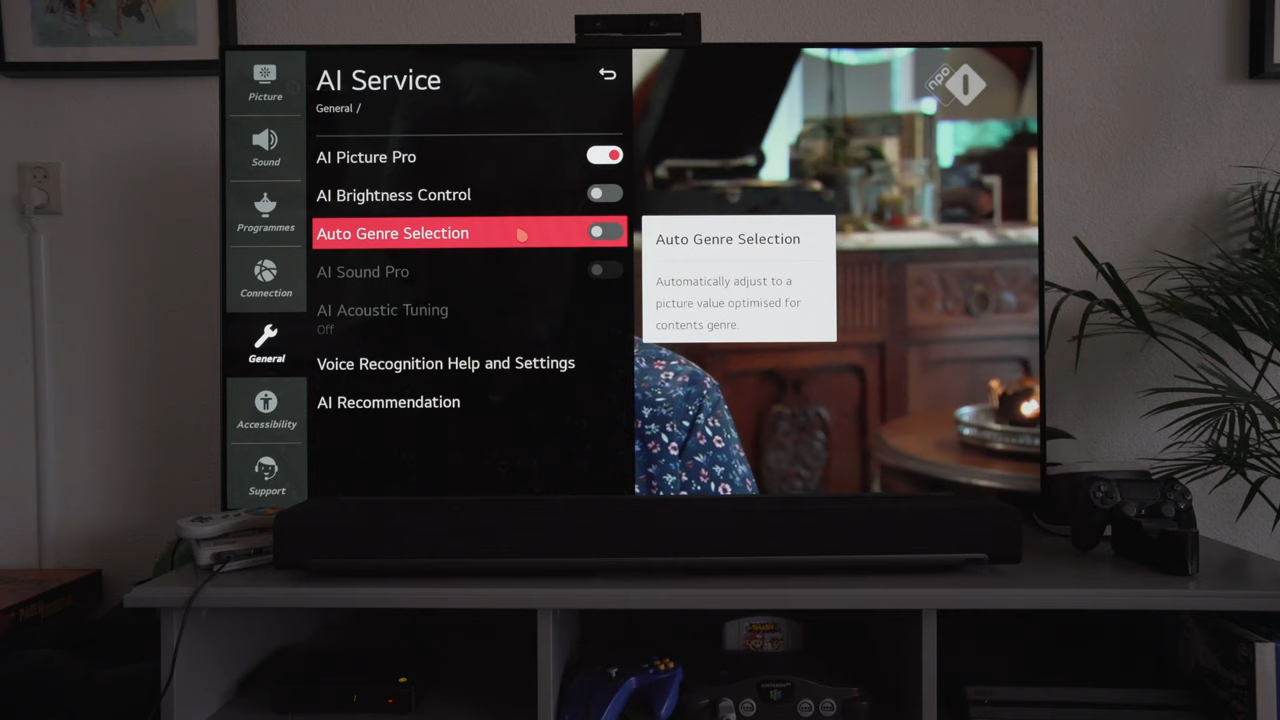 Picture
Sound
Programmes
Connection
General
Accessibility
Support
AI Service
General /
AI Picture Pro
AI Brightness Control
Auto Genre Selection
AI Sound Pro
AI Acoustic Tuning
Off
Voice Recognition Help and Settings
AI Recommendation
Auto Genre Selection
Automatically adjust to a
picture value optimised for
contents genre.
npo
NINTENDO